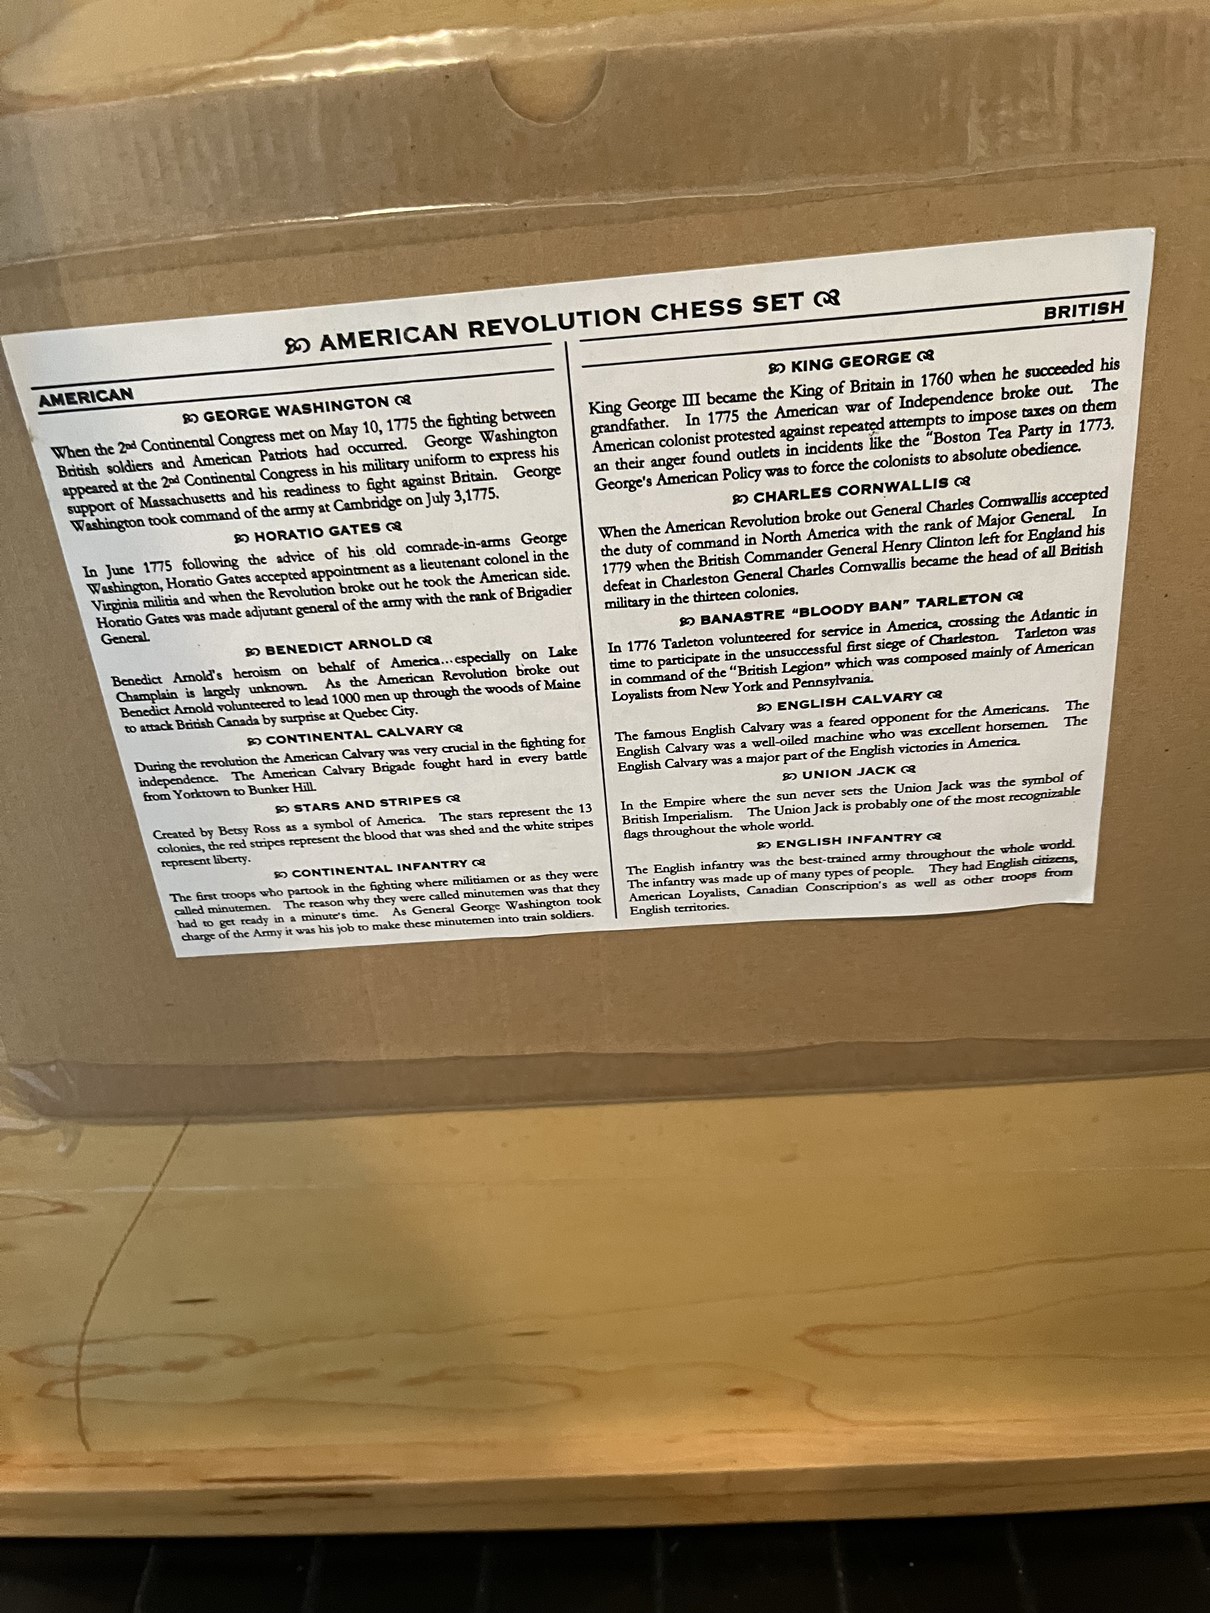 AMERICAN REVOLUTION CHESS SET
AMERICAN
GEORGE WASHINGTON
When the 2nd Continental Congress met on May 10, 1775 the fighting between
British soldiers and American Patriots had occurred. George Washington
appeared at the 2nd Continental Congress in his military uniform to express his
support of Massachusetts and his readiness to fight against Britain. George
Washington took command of the army at Cambridge on July 3,1775.
HORATIO GATES
In June 1775 following the advice of his old comrade-in-arms George
Washington, Horatio Gates accepted appointment as a lieutenant colonel in the
Virginia militia and when the Revolution broke out he took the American side.
Horatio Gates was made adjutant general of the army with the rank of Brigadier
General.
BENEDICT ARNOLD
Benedict Arnold's heroism on behalf of America...especially on Lake
Champlain is largely unknown. As the American Revolution broke out
Benedict Arnold volunteered to lead 1000 men up through the woods of Maine
to attack British Canada by surprise at Quebec City.
CONTINENTAL CALVARY
During the revolution the American Calvary was very crucial in the fighting for
independence. The American Calvary Brigade fought hard in every battle
from Yorktown to Bunker Hill.
STARS AND STRIPES
Created by Betsy Ross as a symbol of America. The stars represent the 13
colonies, the red stripes represent the blood that was shed and the white stripes
represent liberty.
CONTINENTAL INFANTRY
The first troops who partook in the fighting where militiamen or as they were
called minutemen. The reason why they were called minutemen was that they
had to get ready in a minute's time. As General George Washington took
charge of the Army it was his job to make these minutemen into train soldiers.
BRITISH
KING GEORGE
King George III became the King of Britain in 1760 when he succeeded his
grandfather. In 1775 the American war of Independence broke out. The
American colonist protested against repeated attempts to impose taxes on them
an their anger found outlets in incidents like the "Boston Tea Party in 1773.
George's American Policy was to force the colonists to absolute obedience.
CHARLES CORNWALLIS
When the American Revolution broke out General Charles Cornwallis accepted
the duty of command in North America with the rank of Major General. In
1779 when the British Commander General Henry Clinton left for England his
defeat in Charleston General Charles Cornwallis became the head of all British
military in the thirteen colonies.
BANASTRE "BLOODY BAN" TARLETON
In 1776 Tarleton volunteered for service in America, crossing the Atlantic in
time to participate in the unsuccessful first siege of Charleston. Tarleton was
in command of the "British Legion" which was composed mainly of American
Loyalists from New York and Pennsylvania.
ENGLISH CALVARY
The famous English Calvary was a feared opponent for the Americans. The
English Calvary was a well-oiled machine who was excellent horsemen. The
English Calvary was a major part of the English victories in America.
UNION JACK
In the Empire where the sun never sets the Union Jack was the symbol of
British Imperialism. The Union Jack is probably one of the most recognizable
flags throughout the whole world.
ENGLISH INFANTRY
The English infantry was the best-trained army throughout the whole world.
The infantry was made up of many types of people. They had English citizens,
American Loyalists, Canadian Conscription's as well as other troops from
English territories.